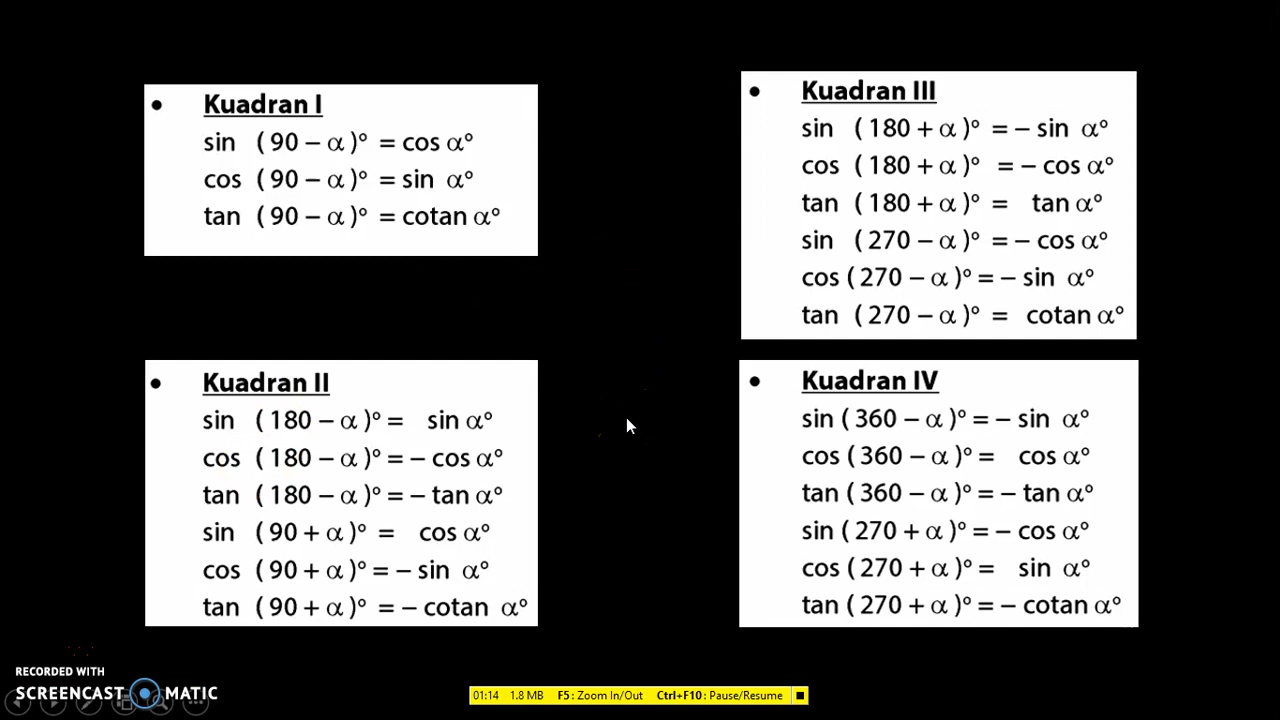 • Kuadran I
sin ( 90 – α )° = cos α°
cos ( 90 – α )° = sin α°
tan ( 90 – α )° = cotan α°
• Kuadran II
sin ( 180 – α )° = sin α°
cos ( 180 – α )° = – cos α°
tan ( 180 – α )° = – tan α°
sin ( 90 + α )° = cos α°
cos ( 90 + α )° = – sin α°
tan ( 90 + α )° = – cotan α°
• Kuadran III
sin ( 180 + α )° = – sin α°
cos ( 180 + α )° = – cos α°
tan ( 180 + α )° = tan α°
sin ( 270 – α )° = – cos α°
cos ( 270 – α )° = – sin α°
tan ( 270 – α )° = cotan α°
• Kuadran IV
sin ( 360 – α )° = – sin α°
cos ( 360 – α )° = cos α°
tan ( 360 – α )° = – tan α°
sin ( 270 + α )° = – cos α°
cos ( 270 + α )° = sin α°
tan ( 270 + α )° = – cotan α°
RECORDED WITH
SCREENCAST MATIC
01:14 1.8 MB F5: Zoom In/Out Ctrl+F10: Pause/Resume